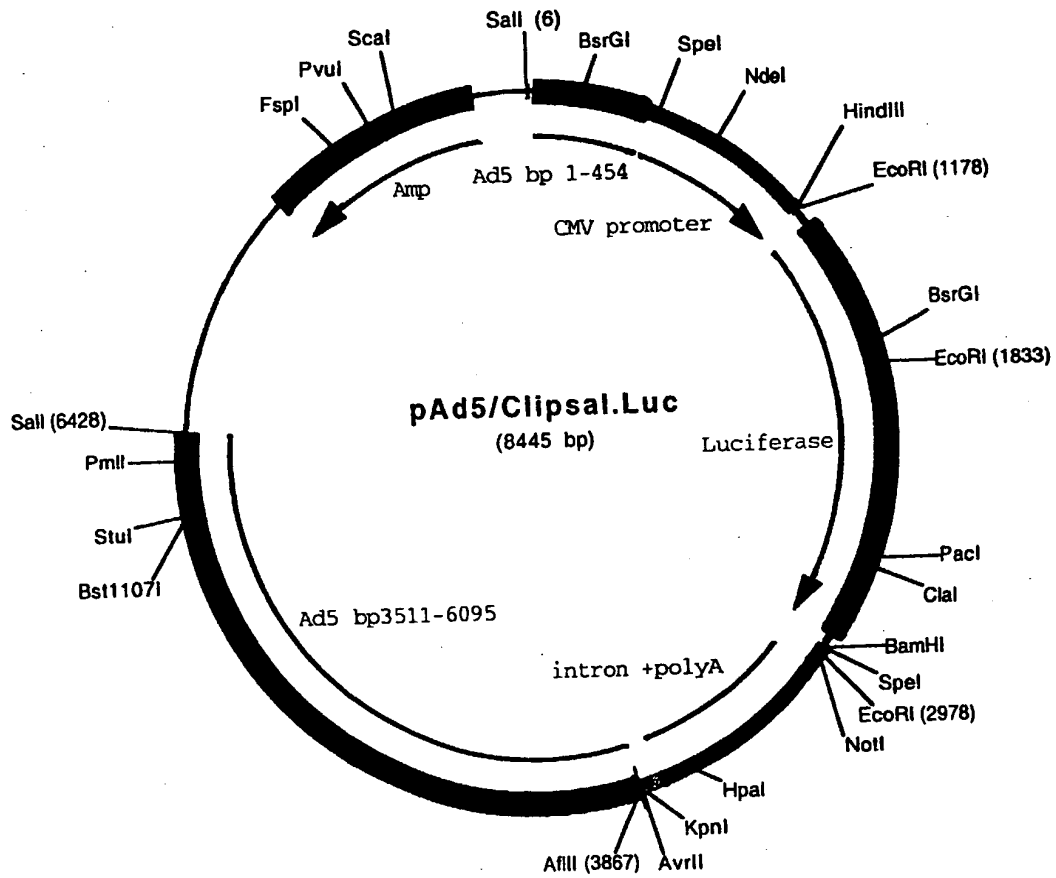 SalI (6)
BsrGI
SpeI
NdeI
HindIII
EcoRI (1178)
ScaI
PvuI
FspI
Amp
Ad5 bp 1-454
CMV promoter
BsrGI
EcoRI (1833)
pAd5/Clipsal.Luc
(8445 bp)
Luciferase
SalI (6428)
PmlI
StuI
Bst1107I
PacI
ClaI
Ad5 bp3511-6095
intron +polyA
BamHI
SpeI
EcoRI (2978)
NotI
HpaI
KpnI
AflII (3867)
AvrII